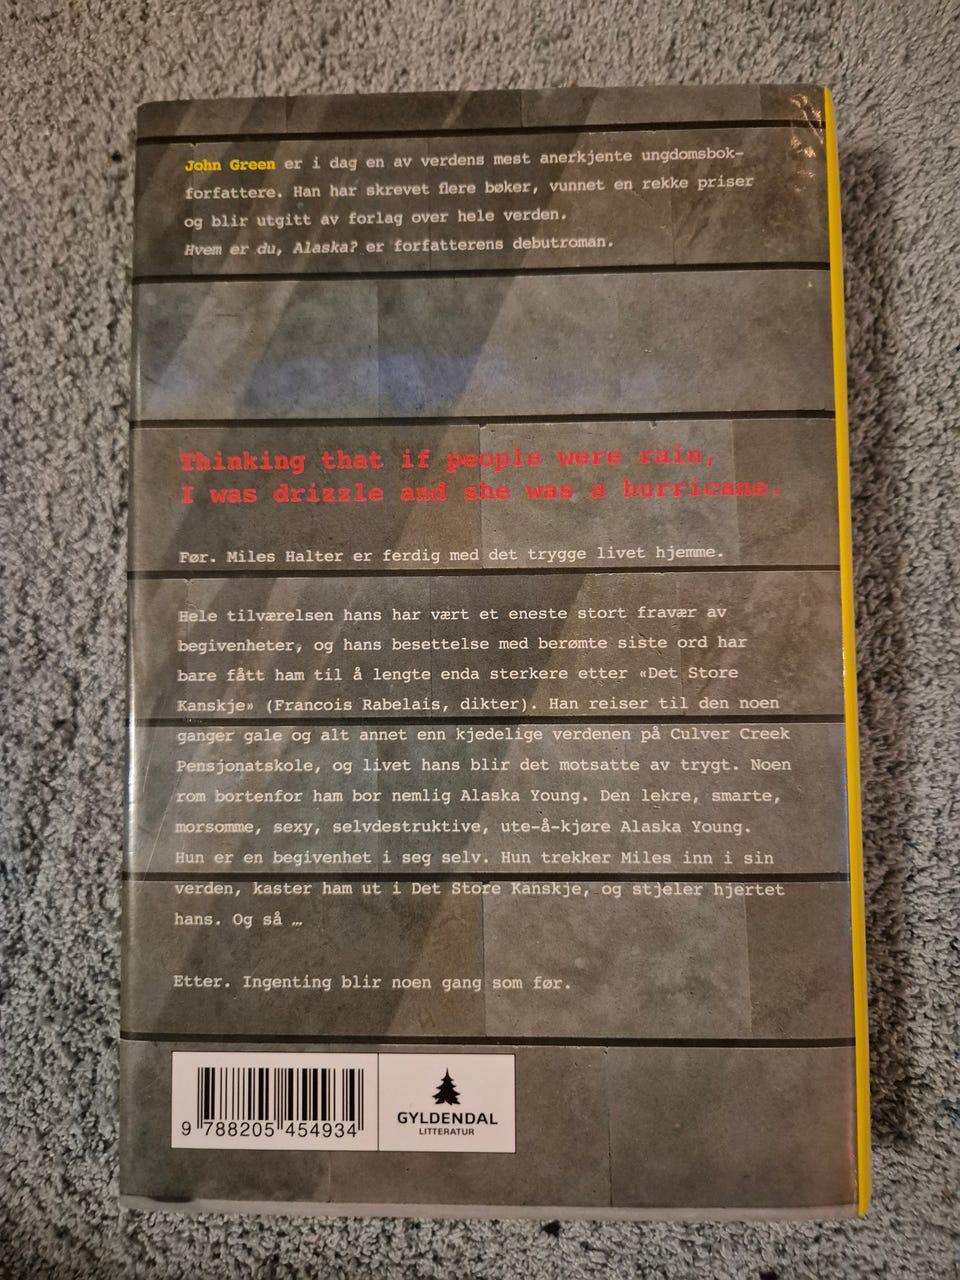 John Green er i dag en av verdens mest anerkjente ungdomsbok-
forfattere. Han har skrevet flere bøker, vunnet en rekke priser
og blir utgitt av forlag over hele verden.
Hvem er du, Alaska? er forfatterens debutroman.
Thinking that if people were rain,
I was drizzle and she was a hurricane.
Før. Miles Halter er ferdig med det trygge livet hjemme.
Hele tilværelsen hans har vært et eneste stort fravær av
begivenheter, og hans besettelse med berømte siste ord har
bare fått ham til å lengte enda sterkere etter «Det Store
Kanskje» (Francois Rabelais, dikter). Han reiser til den noen
ganger gale og alt annet enn kjedelige verdenen på Culver Creek
Pensjonatskole, og livet hans blir det motsatte av trygt. Noen
rom bortenfor ham bor nemlig Alaska Young. Den lekre, smarte,
morsomme, sexy, selvdestruktive, ute-å-kjøre Alaska Young.
Hun er en begivenhet i seg selv. Hun trekker Miles inn i sin
verden, kaster ham ut i Det Store Kanskje, og stjeler hjertet
hans. Og så …
Etter. Ingenting blir noen gang som før.
9 788205 454934
GYLDENDAL
LITTERATUR